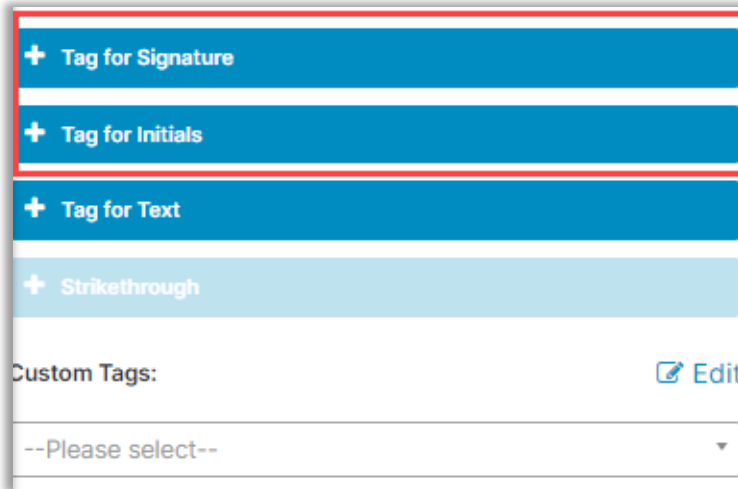 Tag for Signature
Tag for Initials
Tag for Text
Strikethrough
Custom Tags: Edit
--Please select--